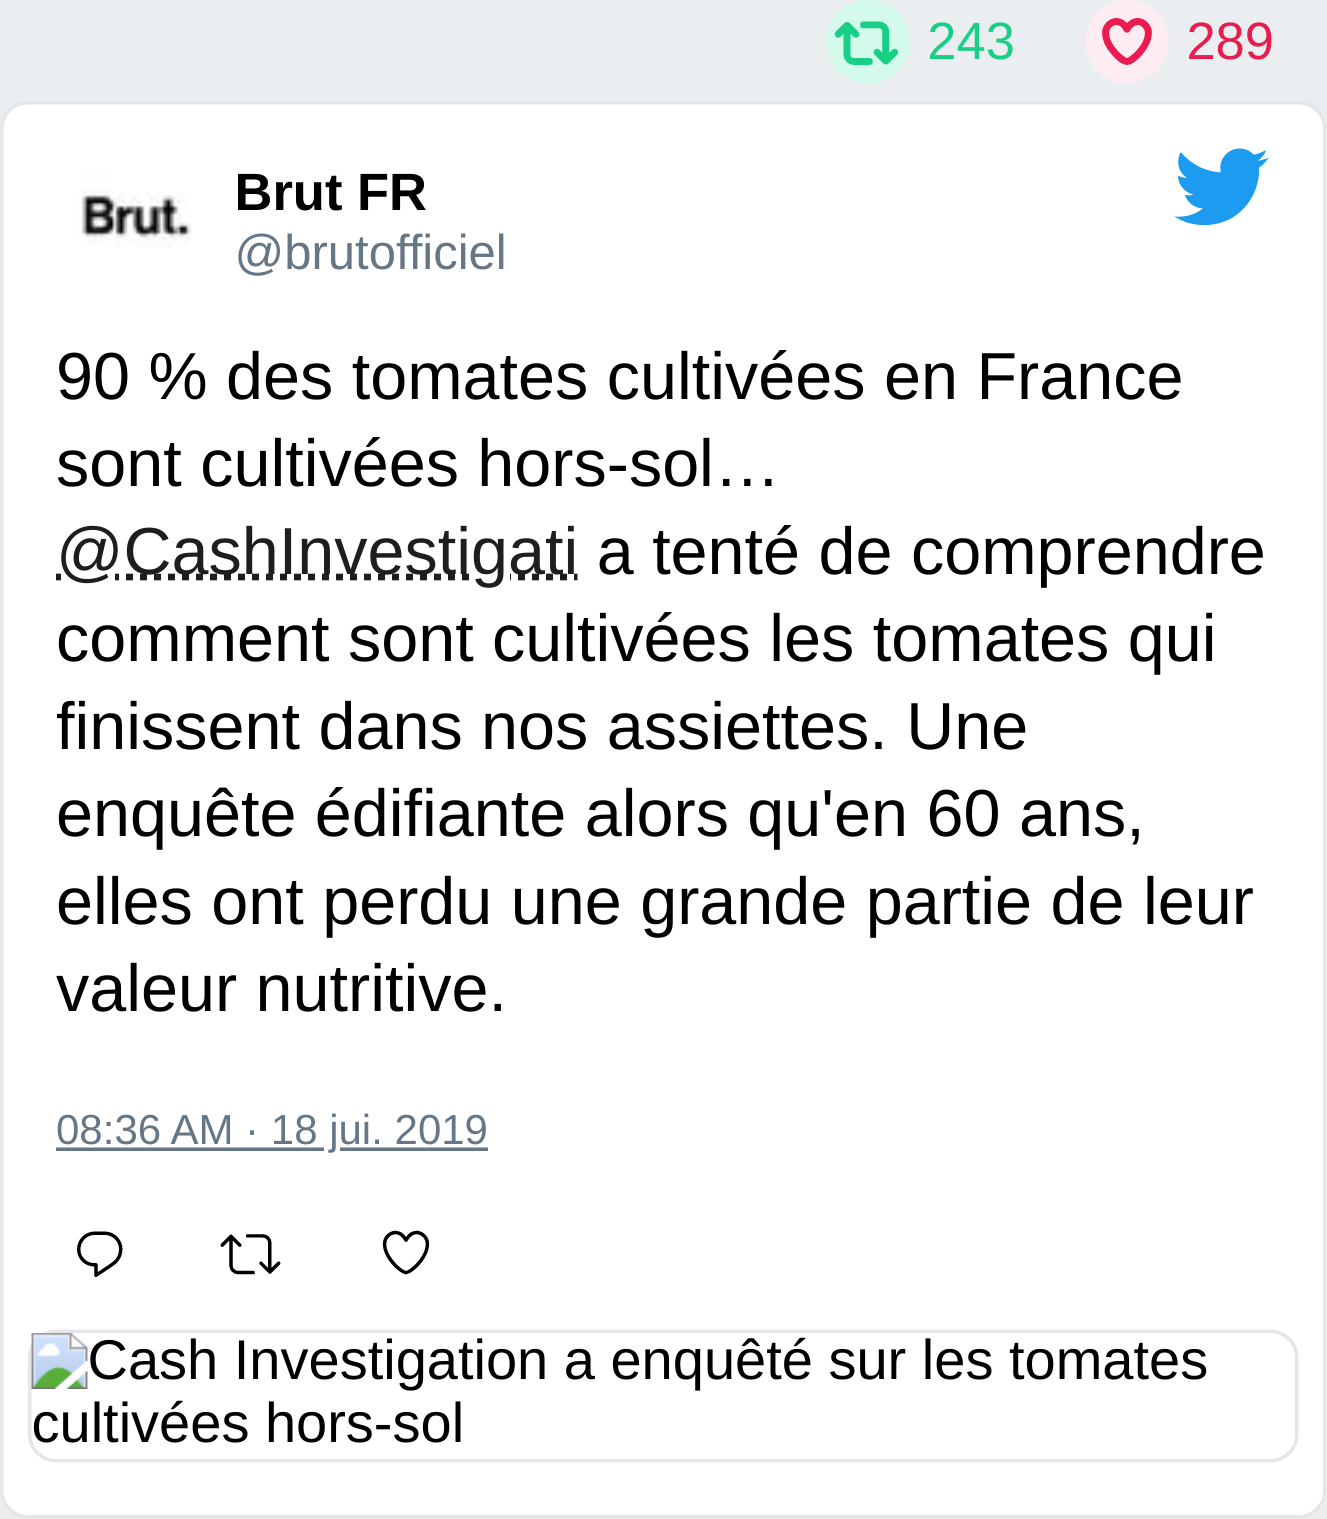 243 289
Brut.
Brut FR
@brutofficiel
90 % des tomates cultivées en France
sont cultivées hors-sol…
@CashInvestigati a tenté de comprendre
comment sont cultivées les tomates qui
finissent dans nos assiettes. Une
enquête édifiante alors qu'en 60 ans,
elles ont perdu une grande partie de leur
valeur nutritive.
08:36 AM · 18 jui. 2019
Cash Investigation a enquêté sur les tomates
cultivées hors-sol